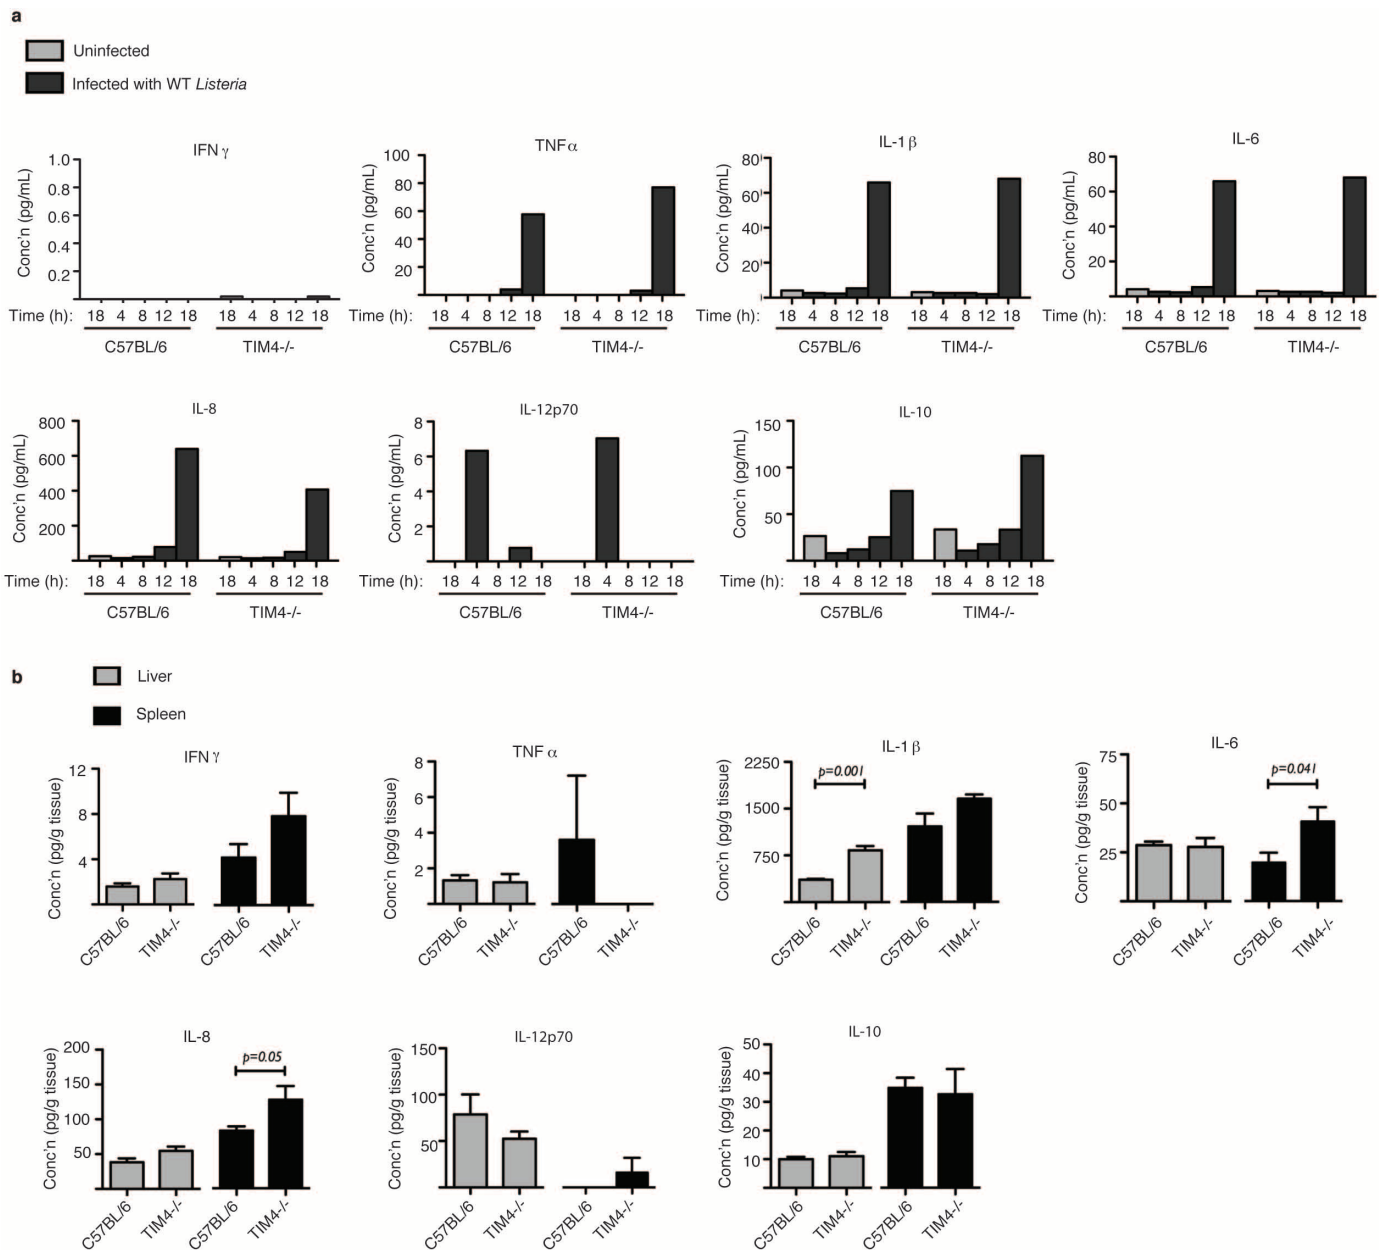 a
Uninfected
Infected with WT Listeria
IFN γ
Conc'n (pg/mL)
1.0
0.8
0.6
0.4
0.2
Time (h): 18 4 8 12 18 18 4 8 12 18
C57BL/6 TIM4-/-
TNF α
Conc'n (pg/mL)
100
80
60
40
20
Time (h): 18 4 8 12 18 18 4 8 12 18
C57BL/6 TIM4-/-
IL-1 β
Conc'n (pg/mL)
80
60
40
20
Time (h): 18 4 8 12 18 18 4 8 12 18
C57BL/6 TIM4-/-
IL-6
Conc'n (pg/mL)
80
60
40
20
Time (h): 18 4 8 12 18 18 4 8 12 18
C57BL/6 TIM4-/-
IL-8
Conc'n (pg/mL)
800
600
400
200
Time (h): 18 4 8 12 18 18 4 8 12 18
C57BL/6 TIM4-/-
IL-12p70
Conc'n (pg/mL)
8
6
4
2
Time (h): 18 4 8 12 18 18 4 8 12 18
C57BL/6 TIM4-/-
IL-10
Conc'n (pg/mL)
150
100
50
Time (h): 18 4 8 12 18 18 4 8 12 18
C57BL/6 TIM4-/-
b
Liver
Spleen
IFN γ
Conc'n (pg/g tissue)
12
8
4
C57BL/6 TIM4-/- C57BL/6 TIM4-/-
TNF α
Conc'n (pg/g tissue)
8
6
4
2
C57BL/6 TIM4-/- C57BL/6 TIM4-/-
IL-1 β
Conc'n (pg/g tissue)
2250
1500
750
p=0.001
C57BL/6 TIM4-/- C57BL/6 TIM4-/-
IL-6
Conc'n (pg/g tissue)
75
50
25
p=0.041
C57BL/6 TIM4-/- C57BL/6 TIM4-/-
IL-8
Conc'n (pg/g tissue)
200
150
100
50
p=0.05
C57BL/6 TIM4-/- C57BL/6 TIM4-/-
IL-12p70
Conc'n (pg/g tissue)
150
100
50
C57BL/6 TIM4-/- C57BL/6 TIM4-/-
IL-10
Conc'n (pg/g tissue)
50
40
30
20
10
C57BL/6 TIM4-/- C57BL/6 TIM4-/-